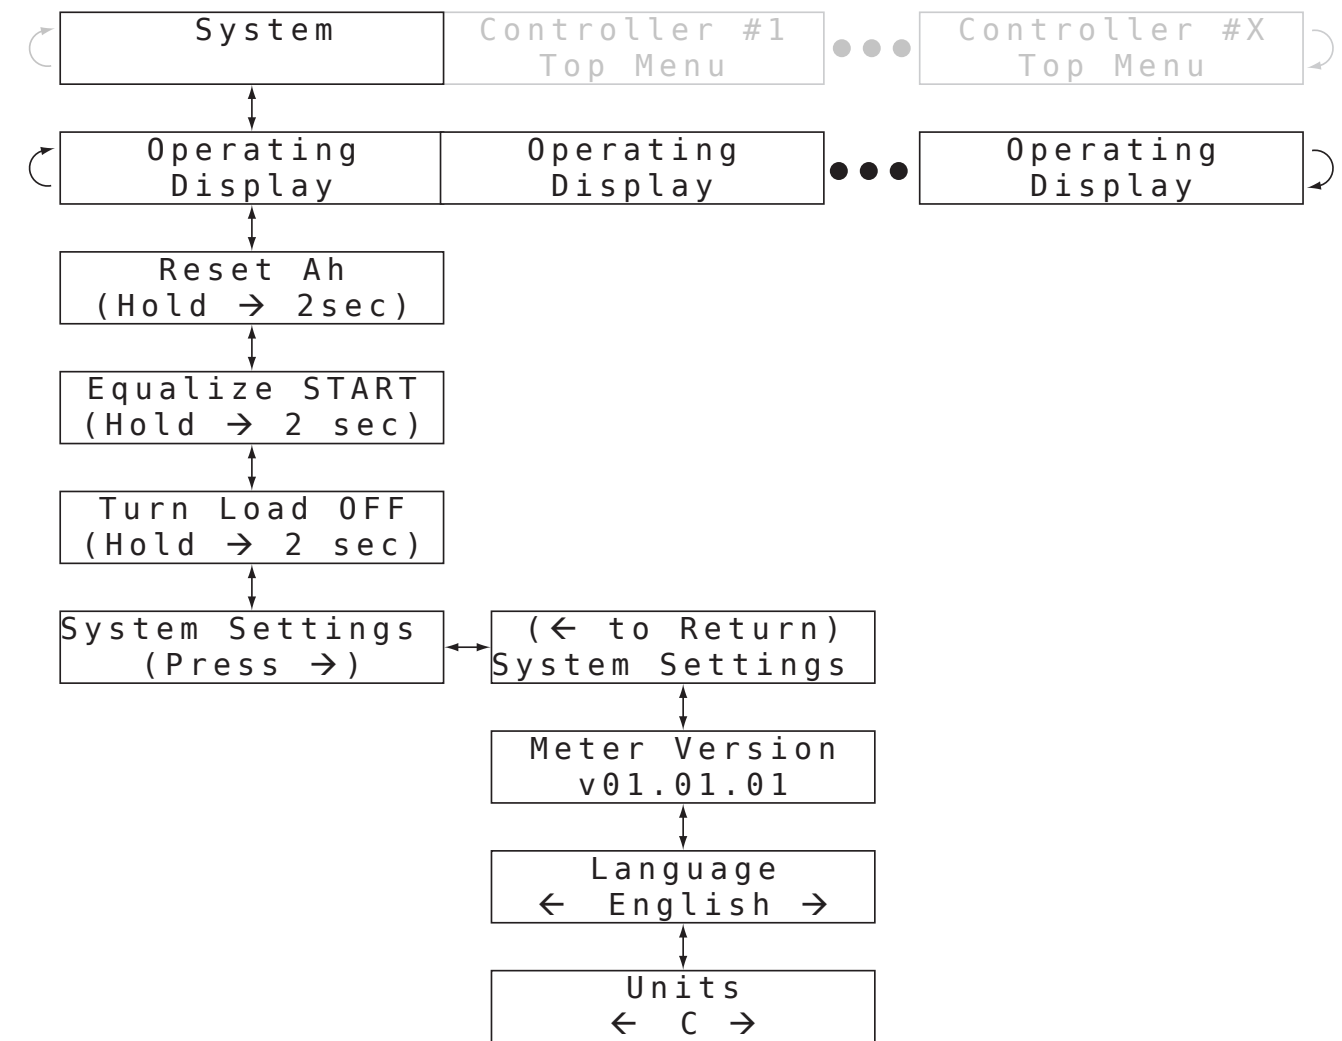 System
Controller #1
Top Menu
Controller #X
Top Menu
Operating
Display
Operating
Display
Operating
Display
Reset Ah
(Hold → 2sec)
Equalize START
(Hold → 2 sec)
Turn Load OFF
(Hold → 2 sec)
System Settings
(Press →)
(← to Return)
System Settings
Meter Version
v01.01.01
Language
← English →
Units
← C →